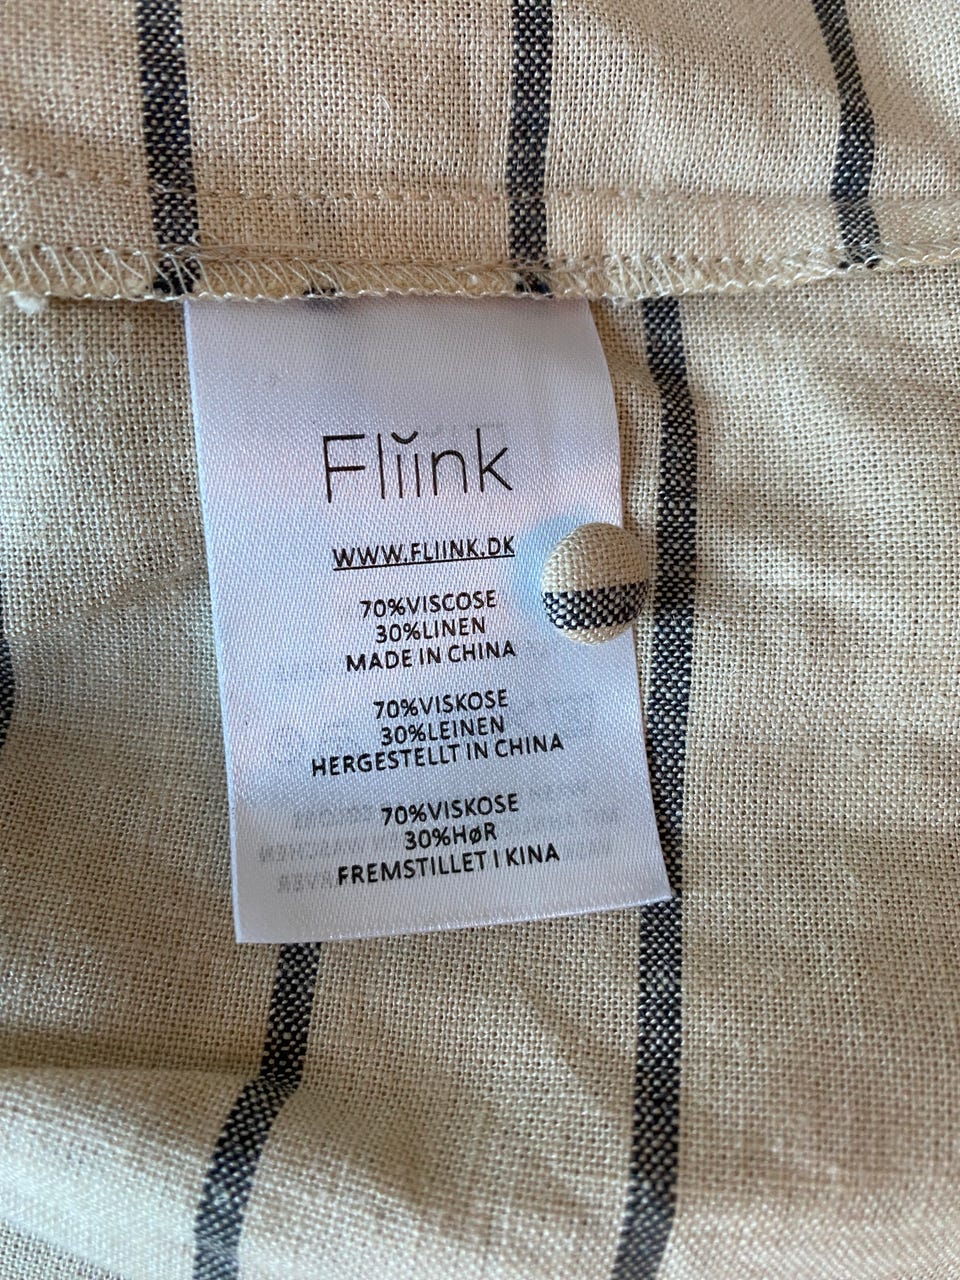 Flĭink
WWW.FLIINK.DK
70%VISCOSE
30%LINEN
MADE IN CHINA
70%VISKOSE
30%LEINEN
HERGESTELLT IN CHINA
70%VISKOSE
30%HøR
FREMSTILLET I KINA